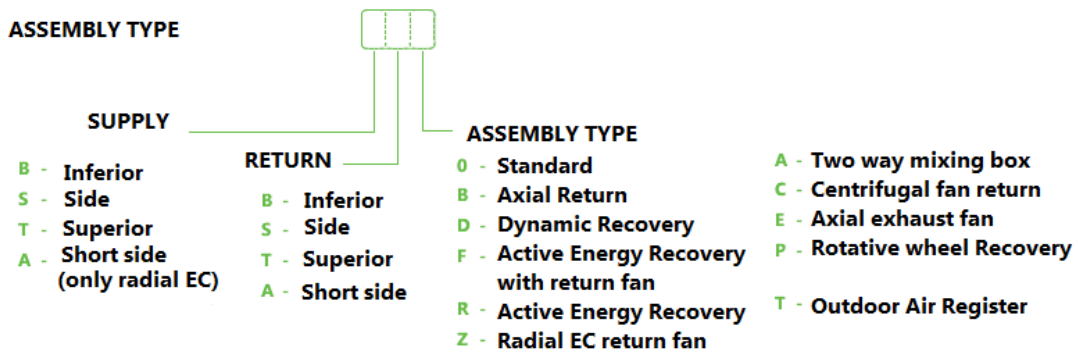 ASSEMBLY TYPE
SUPPLY
B - Inferior
S - Side
T - Superior
A - Short side
(only radial EC)
RETURN
B - Inferior
S - Side
T - Superior
A - Short side
ASSEMBLY TYPE
0 - Standard
B - Axial Return
D - Dynamic Recovery
F - Active Energy Recovery
with return fan
R - Active Energy Recovery
Z - Radial EC return fan
A - Two way mixing box
C - Centrifugal fan return
E - Axial exhaust fan
P - Rotative wheel Recovery
T - Outdoor Air Register